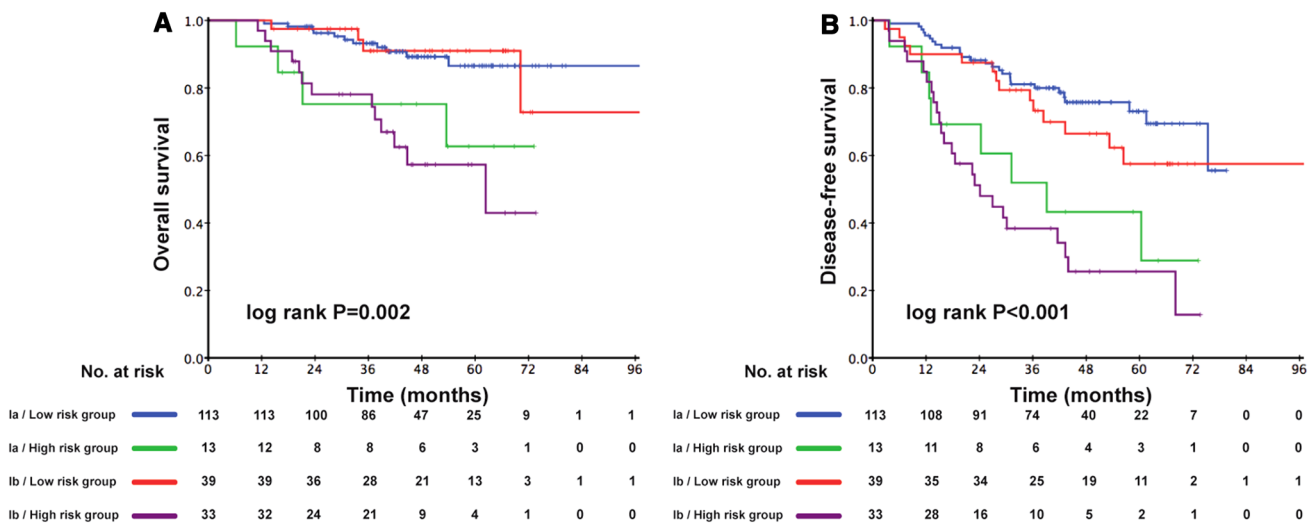 A
1.0
0.8
0.6
0.4
0.2
0.0
Overall survival
log rank P=0.002
0 12 24 36 48 60 72 84 96
No. at risk
Time (months)
Ia / Low risk group 113 113 100 86 47 25 9 1 1
Ia / High risk group 13 12 8 8 6 3 1 0 0
Ib / Low risk group 39 39 36 28 21 13 3 1 1
Ib / High risk group 33 32 24 21 9 4 1 0 0
B
1.0
0.8
0.6
0.4
0.2
0.0
Disease-free survival
log rank P<0.001
0 12 24 36 48 60 72 84 96
No. at risk
Time (months)
Ia / Low risk group 113 108 91 74 40 22 7 0 0
Ia / High risk group 13 11 8 6 4 3 1 0 0
Ib / Low risk group 39 35 34 25 19 11 2 1 1
Ib / High risk group 33 28 16 10 5 2 1 0 0